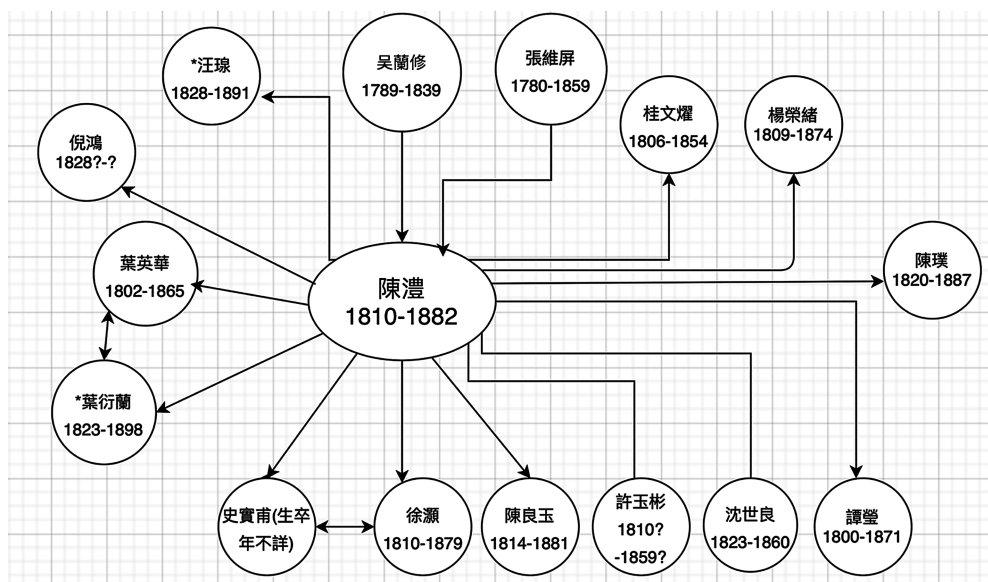 *汪瑔
1828-1891
吴蘭修
1789-1839
張維屏
1780-1859
桂文燿
1806-1854
楊榮緒
1809-1874
倪鴻
1828?-?
葉英華
1802-1865
陳澧
1810-1882
陳璞
1820-1887
*葉衍蘭
1823-1898
史實甫(生卒
年不詳)
徐灝
1810-1879
陳良玉
1814-1881
許玉彬
1810?
-1859?
沈世良
1823-1860
譚瑩
1800-1871